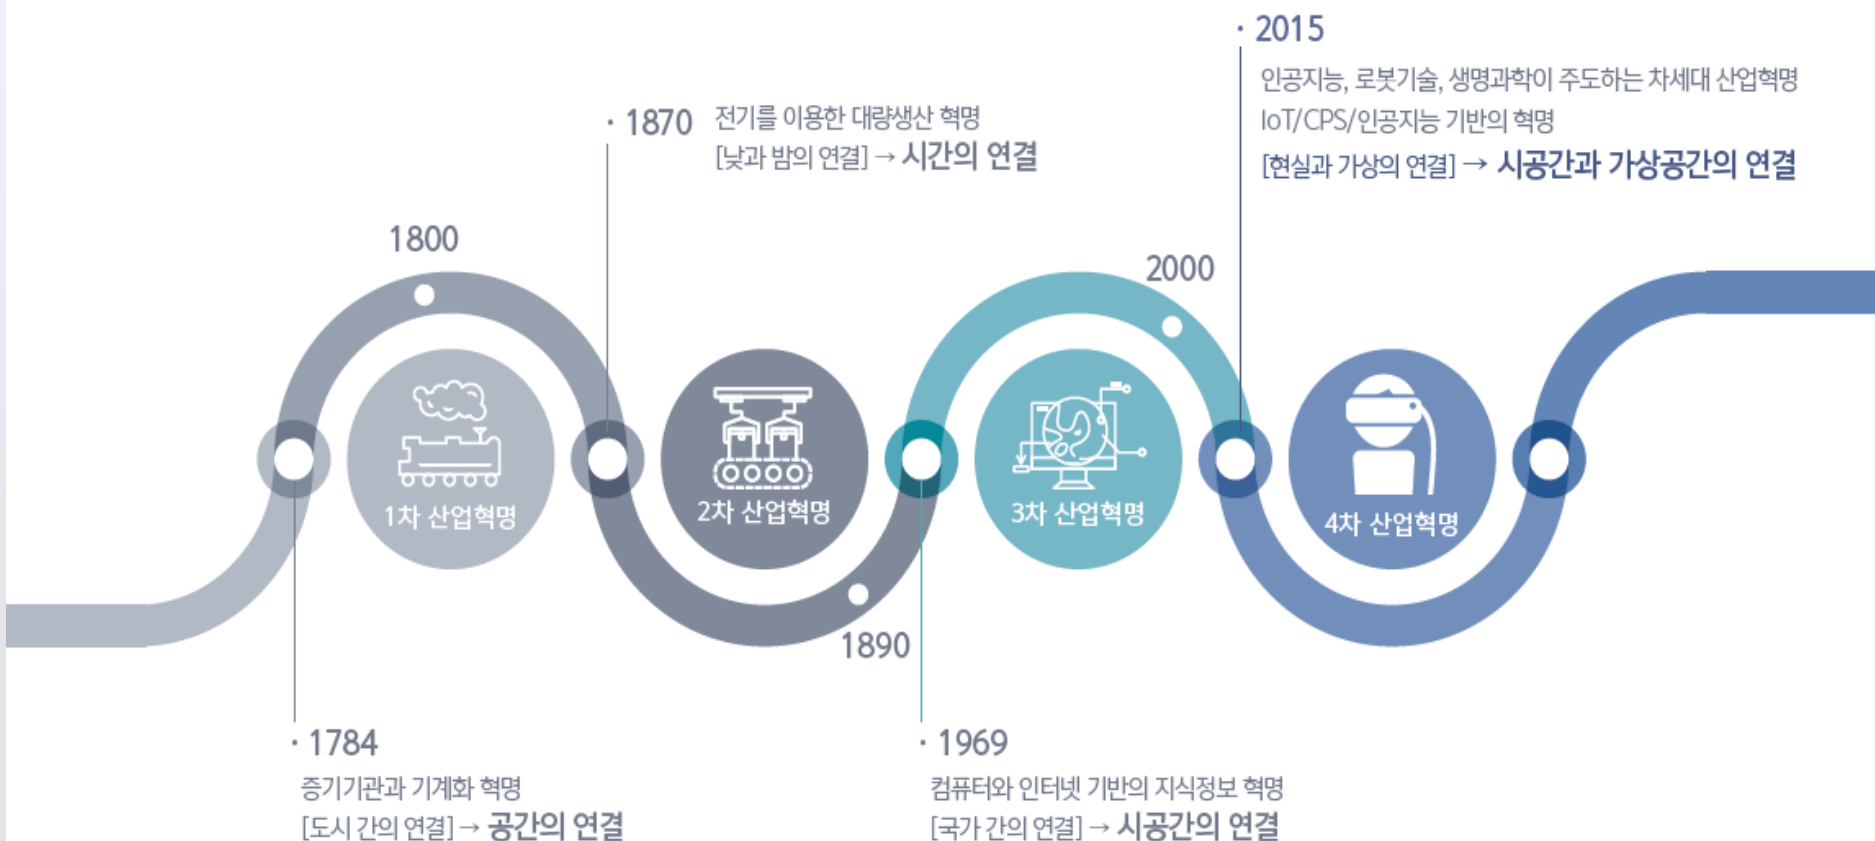 · 2015
인공지능, 로봇기술, 생명과학이 주도하는 차세대 산업혁명
IoT/CPS/인공지능 기반의 혁명
[현실과 가상의 연결] → 시공간과 가상공간의 연결
· 1870
전기를 이용한 대량생산 혁명
[낮과 밤의 연결] → 시간의 연결
1800
2000
1차 산업혁명
2차 산업혁명
3차 산업혁명
4차 산업혁명
1890
· 1784
증기기관과 기계화 혁명
[도시 간의 연결] → 공간의 연결
· 1969
컴퓨터와 인터넷 기반의 지식정보 혁명
[국가 간의 연결] → 시공간의 연결